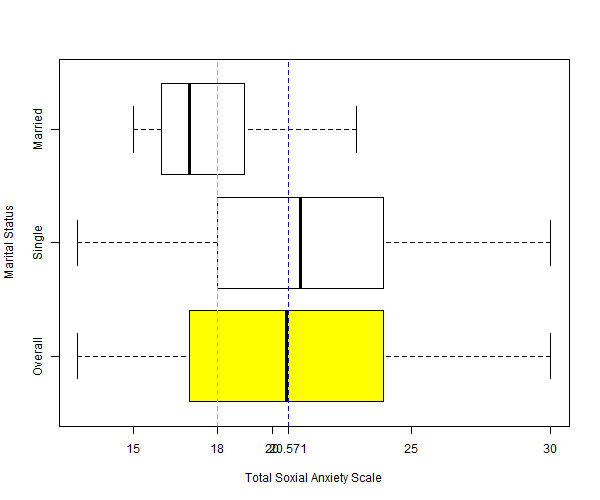 Married
Single
Overall
Marital Status
15
18
20
20.571
25
30
Total Soxial Anxiety Scale